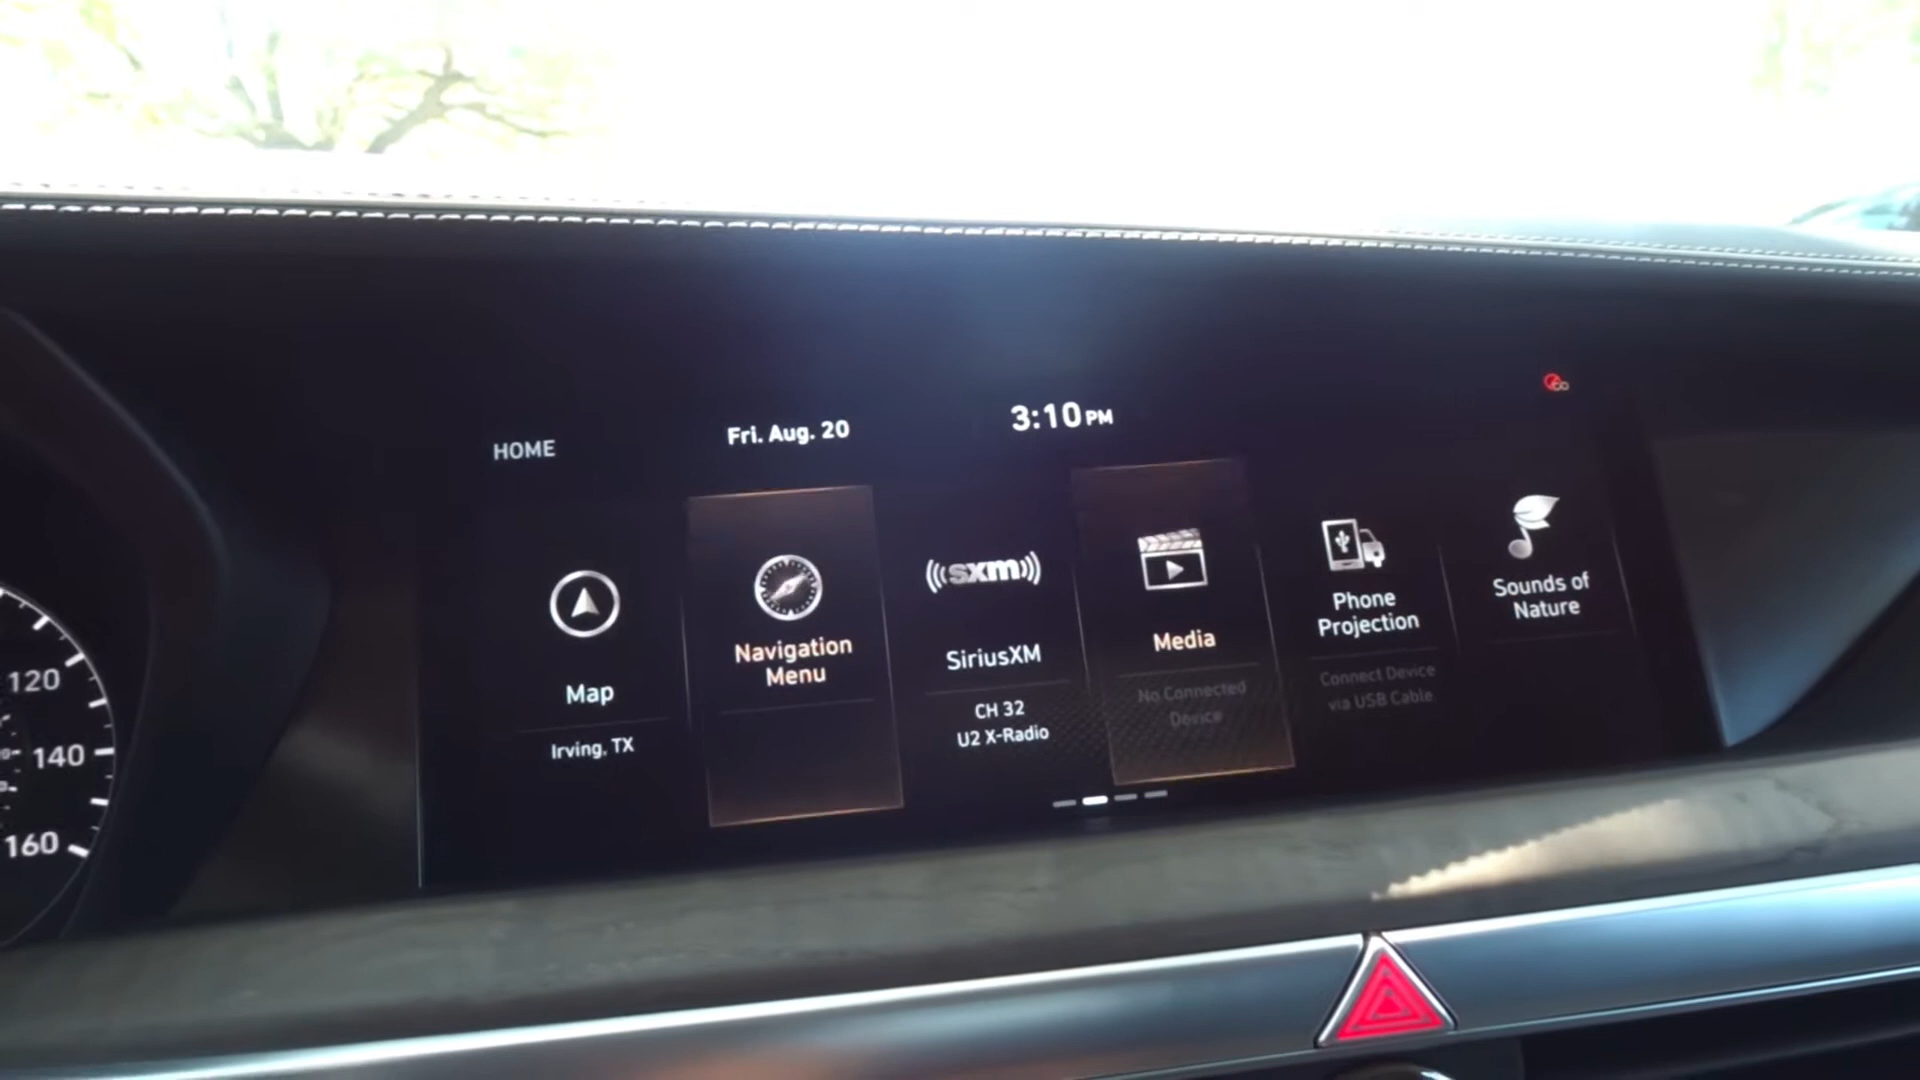 HOME
Fri. Aug. 20
3:10 PM
Map
Irving, TX
Navigation
Menu
sxm
SiriusXM
CH 32
U2 X-Radio
Media
No Connected
Device
Phone
Projection
Connect Device
via USB Cable
Sounds of
Nature
120
140
160